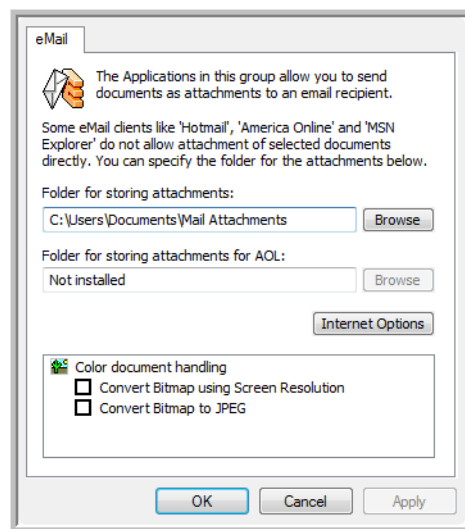 eMail
The Applications in this group allow you to send
documents as attachments to an email recipient.
Some eMail clients like 'Hotmail', 'America Online' and 'MSN
Explorer' do not allow attachment of selected documents
directly. You can specify the folder for the attachments below.
Folder for storing attachments:
C:\Users\Documents\Mail Attachments
Browse
Folder for storing attachments for AOL:
Not installed
Browse
Internet Options
Color document handling
Convert Bitmap using Screen Resolution
Convert Bitmap to JPEG
OK
Cancel
Apply